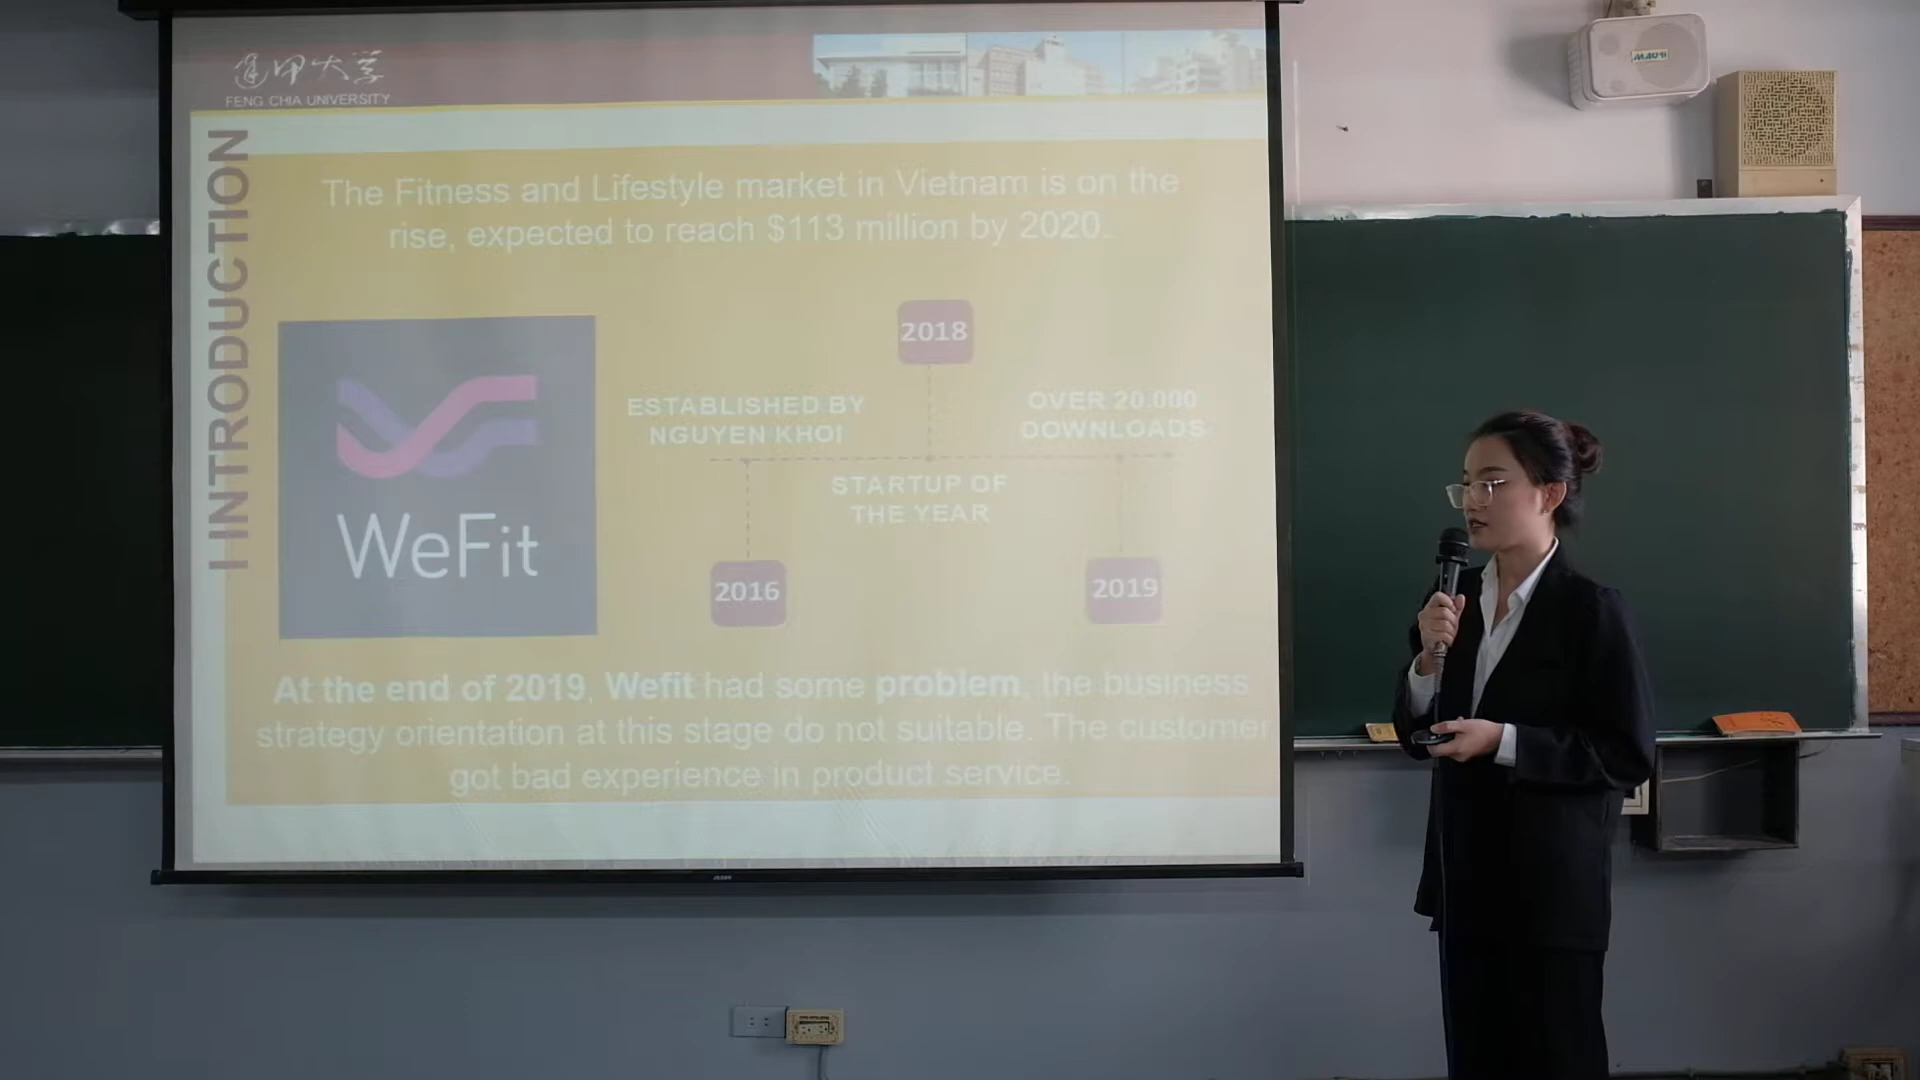 逢甲大学
FENG CHIA UNIVERSITY
I INTRODUCTION
The Fitness and Lifestyle market in Vietnam is on the
rise, expected to reach $113 million by 2020.
2018
ESTABLISHED BY
NGUYEN KHOI
OVER 20.000
DOWNLOADS
STARTUP OF
THE YEAR
WeFit
2016
2019
At the end of 2019, Wefit had some problem, the business
strategy orientation at this stage do not suitable. The customer
got bad experience in product service.